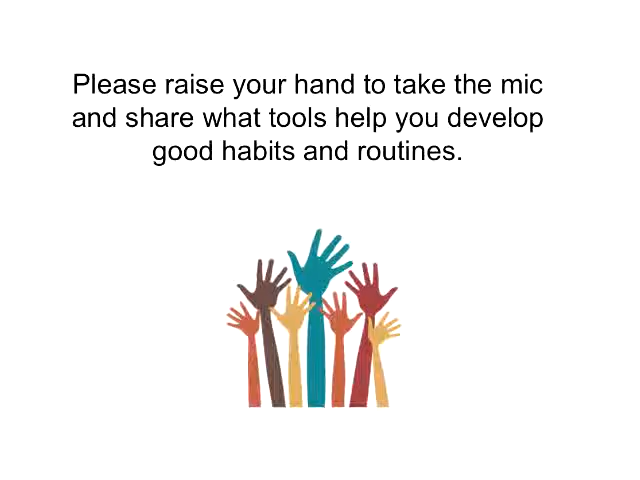 Please raise your hand to take the mic
and share what tools help you develop
good habits and routines.